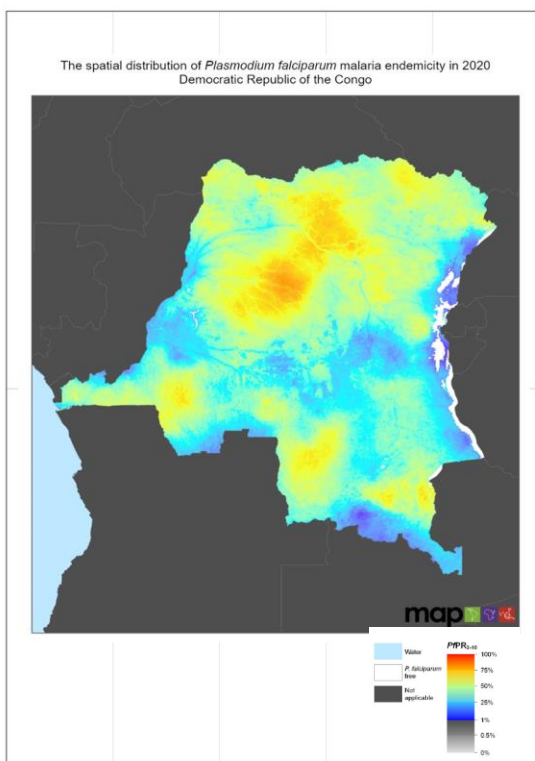 The spatial distribution of Plasmodium falciparum malaria endemicity in 2020
Democratic Republic of the Congo
map
Water
P. falciparum
free
Not
applicable
PfPR₂₋₁₀
100%
75%
50%
25%
1%
0.5%
0%